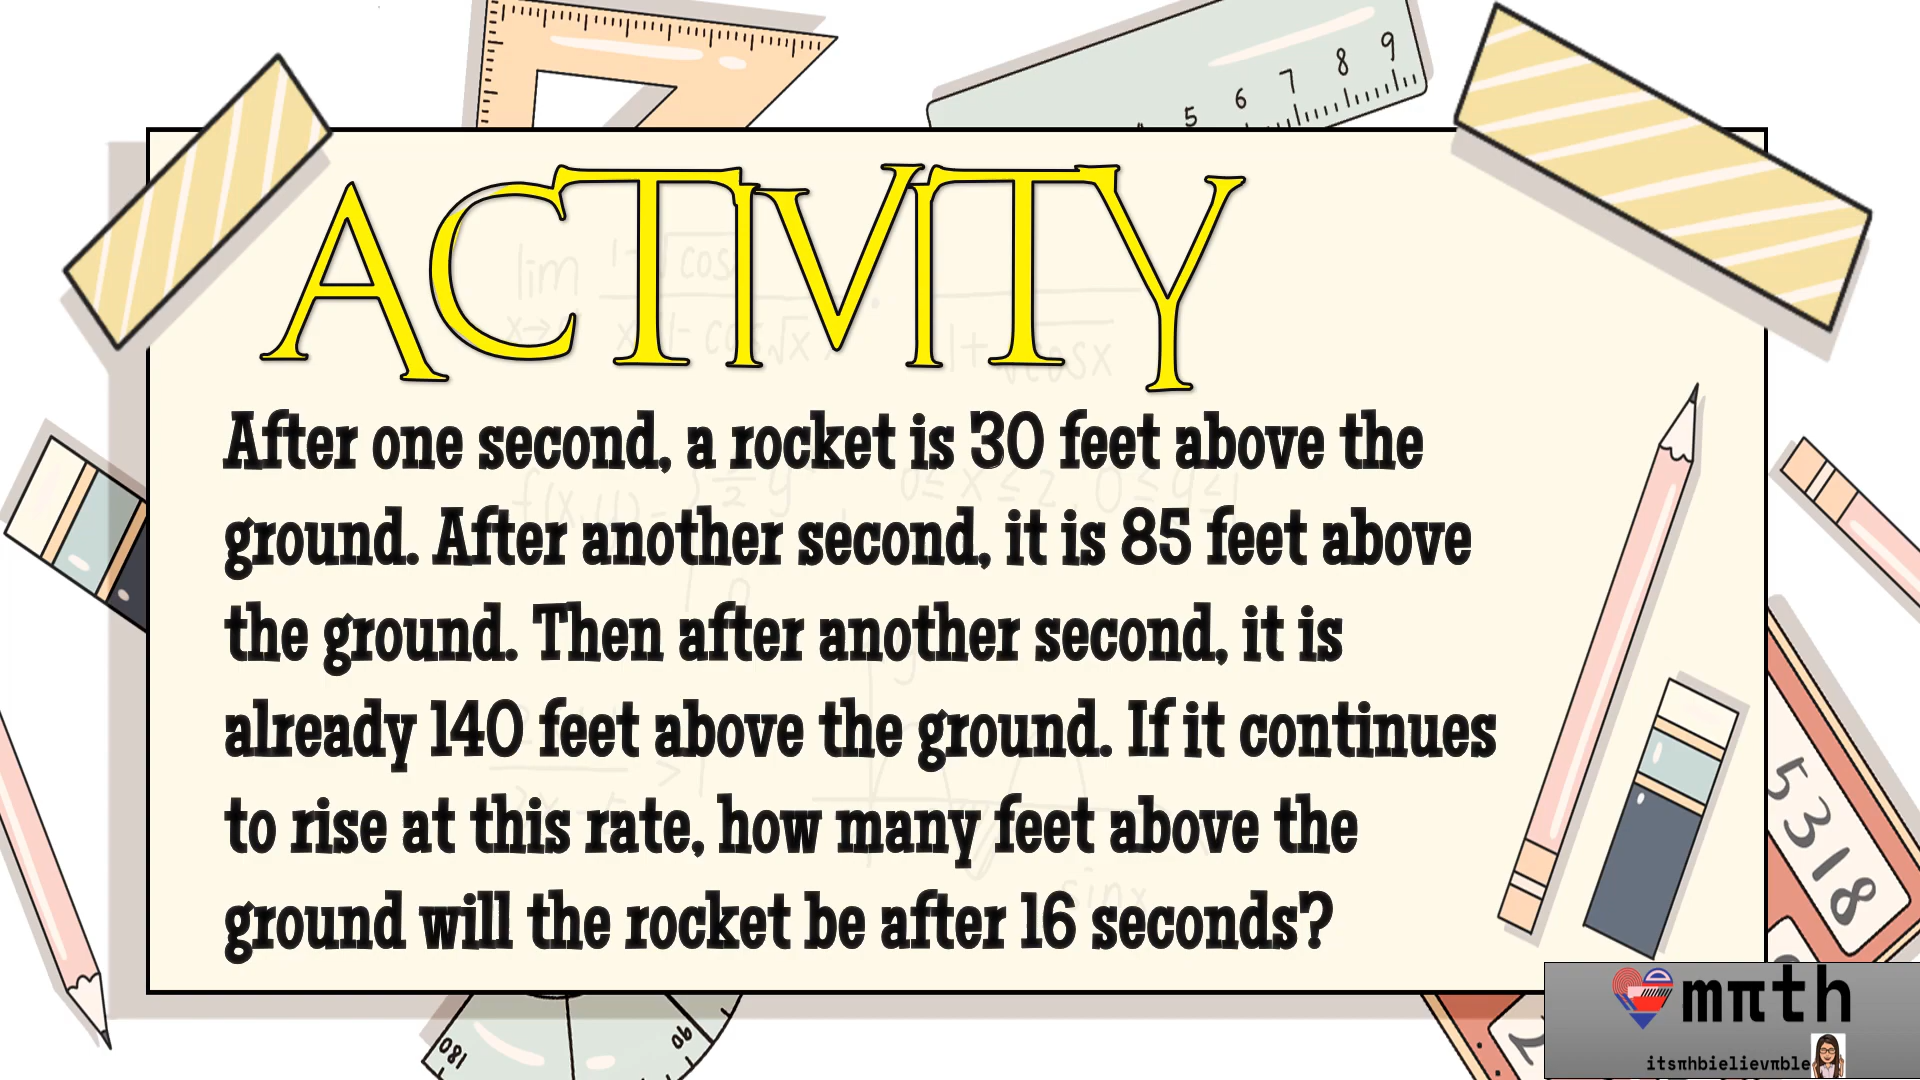 5 6 7 8 9
ACTIVITY
After one second, a rocket is 30 feet above the
ground. After another second, it is 85 feet above
the ground. Then after another second, it is
already 140 feet above the ground. If it continues
to rise at this rate, how many feet above the
ground will the rocket be after 16 seconds?
5318
180
90
mπth
itsmhbielievπble